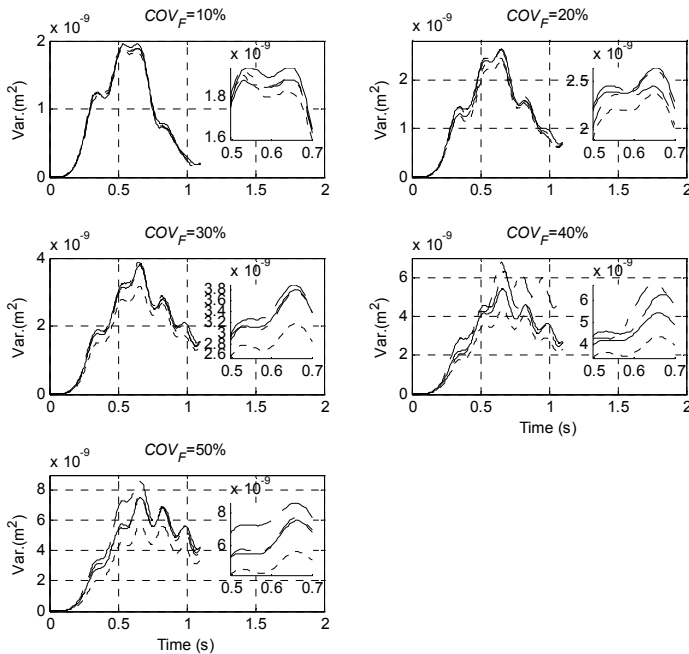 COV_F=10%
x 10^-9
Var.(m²)
2
1
0
0 0.5 1 1.5 2
x 10^-9
1.8
1.6
0.5 0.6 0.7
COV_F=20%
x 10^-9
Var.(m²)
2
1
0
0 0.5 1 1.5 2
x 10^-9
2.5
2
0.5 0.6 0.7
COV_F=30%
x 10^-9
Var.(m²)
4
2
0
0 0.5 1 1.5 2
x 10^-9
3.8
3.6
3.4
3.2
3
2.8
2.6
0.5 0.6 0.7
COV_F=40%
x 10^-9
Var.(m²)
6
4
2
0
0 0.5 1 1.5 2
Time (s)
x 10^-9
6
5
4
0.5 0.6 0.7
COV_F=50%
x 10^-9
Var.(m²)
8
6
4
2
0
0 0.5 1 1.5 2
Time (s)
x 10^-9
8
6
0.5 0.6 0.7